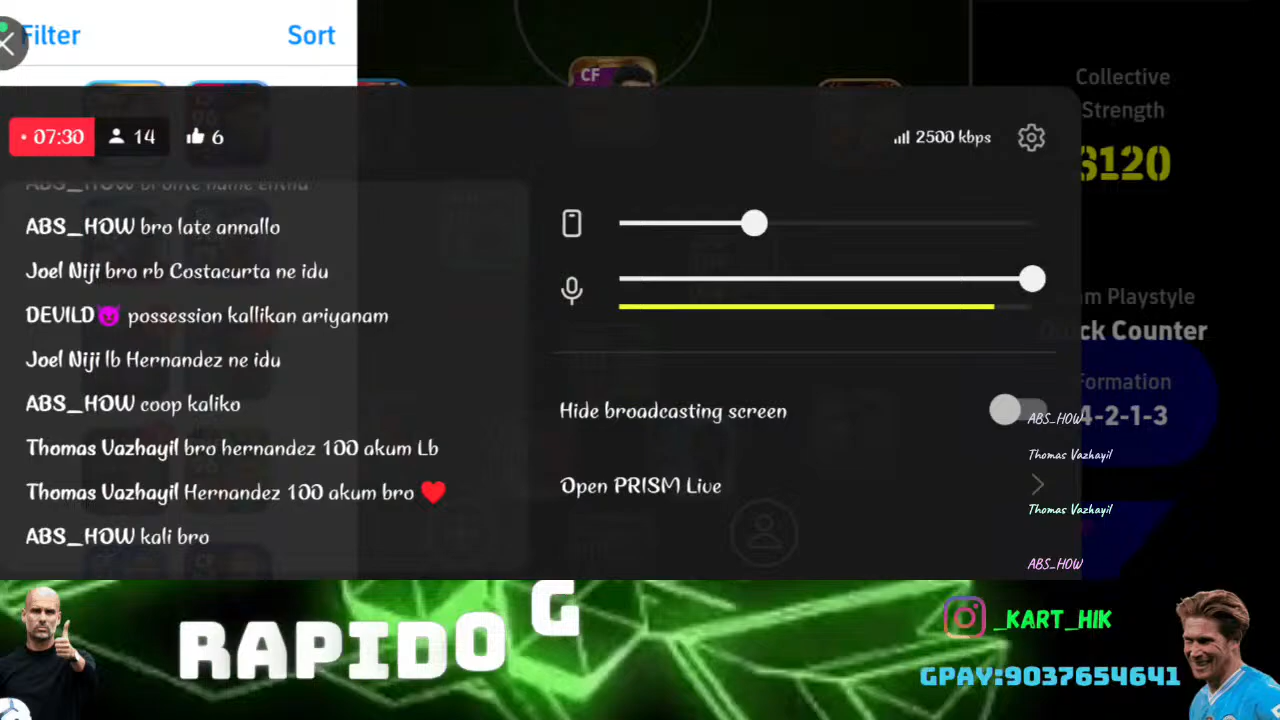 Filter
Sort
CF
Collective
Strength
3120
07:30
14
6
2500 kbps
ABS_HOW bro late annallo
Joel Niji bro rb Costacurta ne idu
DEVILD😈 possession kallikan ariyanam
Joel Niji lb Hernandez ne idu
ABS_HOW coop kaliko
Thomas Vazhayil bro hernandez 100 akum Lb
Thomas Vazhayil Hernandez 100 akum bro ❤️
ABS_HOW kali bro
Playstyle
Counter
Formation
4-2-1-3
Hide broadcasting screen
Open PRISM Live
ABS_HOW
Thomas Vazhayil
Thomas Vazhayil
ABS_HOW
RAPIDO G
_KART_HIK
GPAY:9037654641